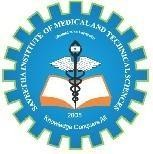 SAVEETHA INSTITUTE OF MEDICAL AND TECHNICAL SCIENCES
2005
Knowledge Conquers All